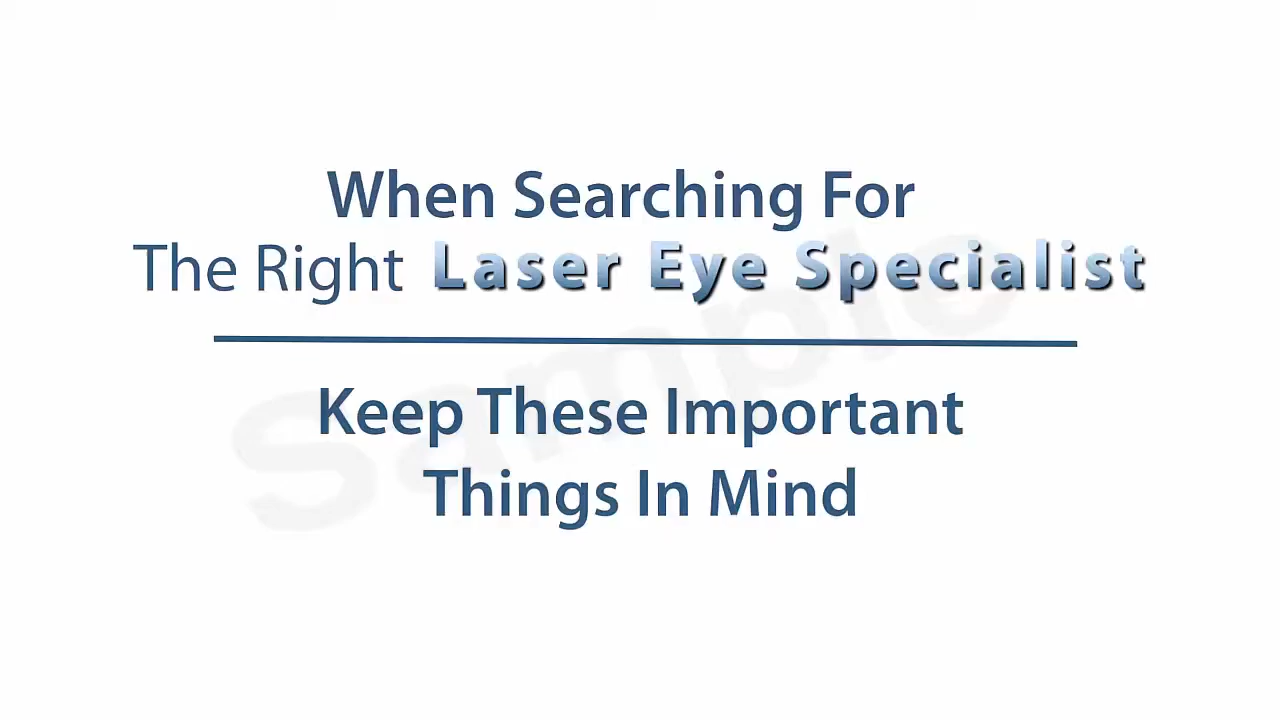 When Searching For
The Right Laser Eye Specialist
Keep These Important
Things In Mind
Sample